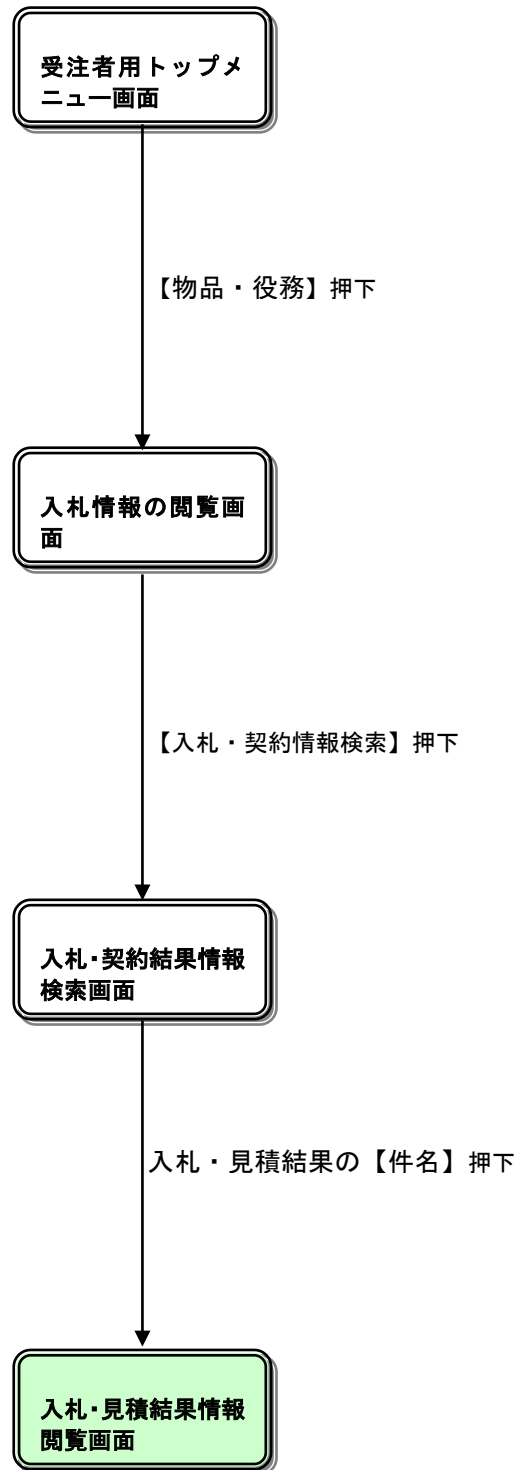 受注者用トップメ
ニュー画面
【物品・役務】押下
入札情報の閲覧画
面
【入札・契約情報検索】押下
入札・契約結果情報
検索画面
入札・見積結果の【件名】押下
入札・見積結果情報
閲覧画面